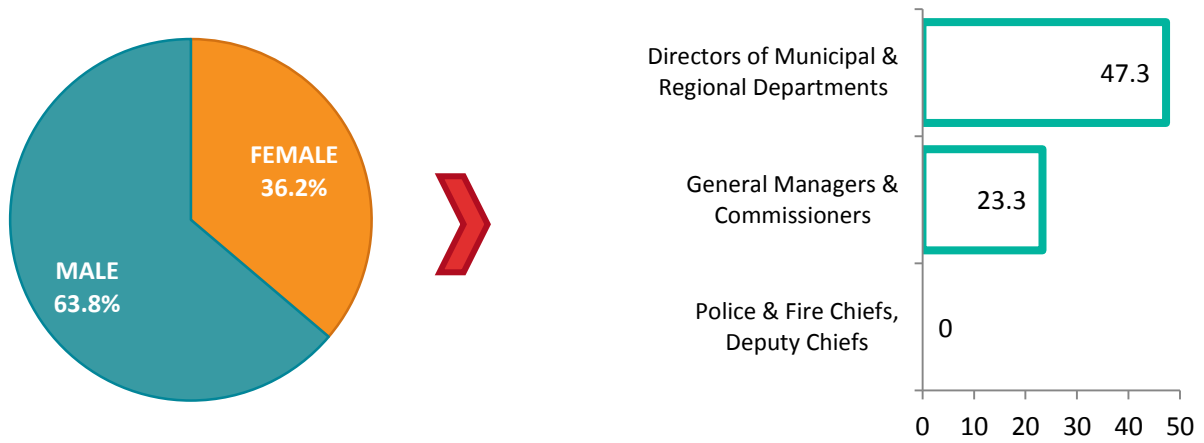 FEMALE
36.2%
MALE
63.8%
Directors of Municipal &
Regional Departments
47.3
General Managers &
Commissioners
23.3
Police & Fire Chiefs,
Deputy Chiefs
0
0 10 20 30 40 50